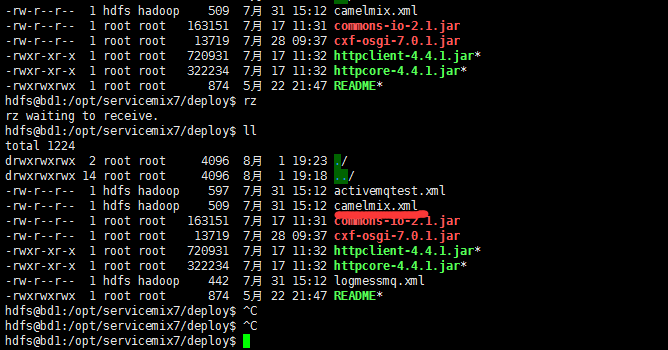 -rw-r--r--  1 hdfs hadoop    509  7月  31 15:12 camelmix.xml
-rw-r--r--  1 root root   163151  7月  17 11:31 commons-io-2.1.jar
-rw-r--r--  1 root root    13719  7月  28 09:37 cxf-osgi-7.0.1.jar
-rwxr-xr-x  1 root root   720931  7月  17 11:32 httpclient-4.4.1.jar*
-rwxr-xr-x  1 root root   322234  7月  17 11:32 httpcore-4.4.1.jar*
-rwxrwxrwx  1 root root      874  5月  22 21:47 README*
hdfs@bd1:/opt/servicemix7/deploy$ rz
rz waiting to receive.
hdfs@bd1:/opt/servicemix7/deploy$ ll
total 1224
drwxrwxrwx  2 root root     4096  8月   1 19:23 ./
drwxrwxrwx 14 root root     4096  8月   1 19:18 ../
-rw-r--r--  1 hdfs hadoop    597  7月  31 15:12 activemqtest.xml
-rw-r--r--  1 hdfs hadoop    509  7月  31 15:12 camelmix.xml
-rw-r--r--  1 root root   163151  7月  17 11:31 commons-io-2.1.jar
-rw-r--r--  1 root root    13719  7月  28 09:37 cxf-osgi-7.0.1.jar
-rwxr-xr-x  1 root root   720931  7月  17 11:32 httpclient-4.4.1.jar*
-rwxr-xr-x  1 root root   322234  7月  17 11:32 httpcore-4.4.1.jar*
-rw-r--r--  1 hdfs hadoop    442  7月  31 15:12 logmessmq.xml
-rwxrwxrwx  1 root root      874  5月  22 21:47 README*
hdfs@bd1:/opt/servicemix7/deploy$ ^C
hdfs@bd1:/opt/servicemix7/deploy$ ^C
hdfs@bd1:/opt/servicemix7/deploy$